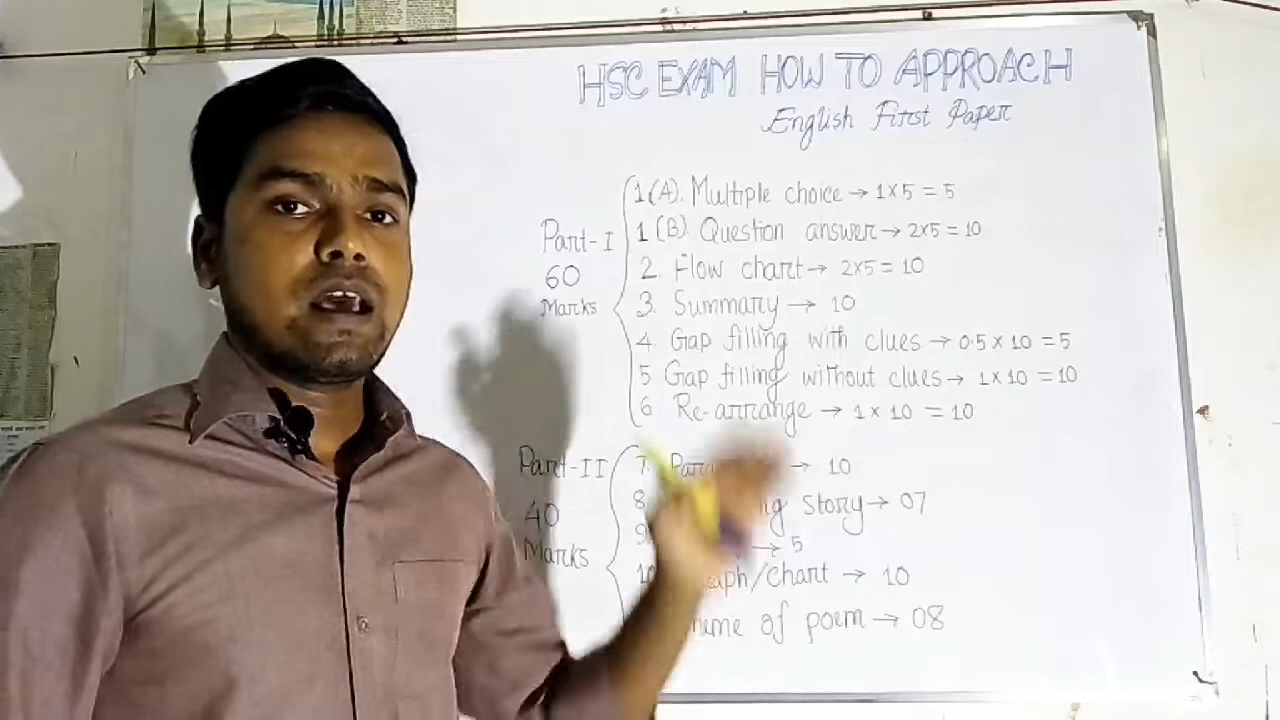 HSC EXAM HOW TO APPROACH
English First Paper
Part-I
60
Marks
1(A). Multiple choice → 1×5 = 5
1(B). Question answer → 2×5 = 10
2. Flow chart → 2×5 = 10
3. Summary → 10
4 Gap filling with clues → 0.5 × 10 = 5
5 Gap filling without clues → 1×10 = 10
6. Re-arrange → 1 × 10 = 10
Part-II
40
Marks
7. → 10
8 story → 07
9 → 5
10 /chart → 10
of poem → 08